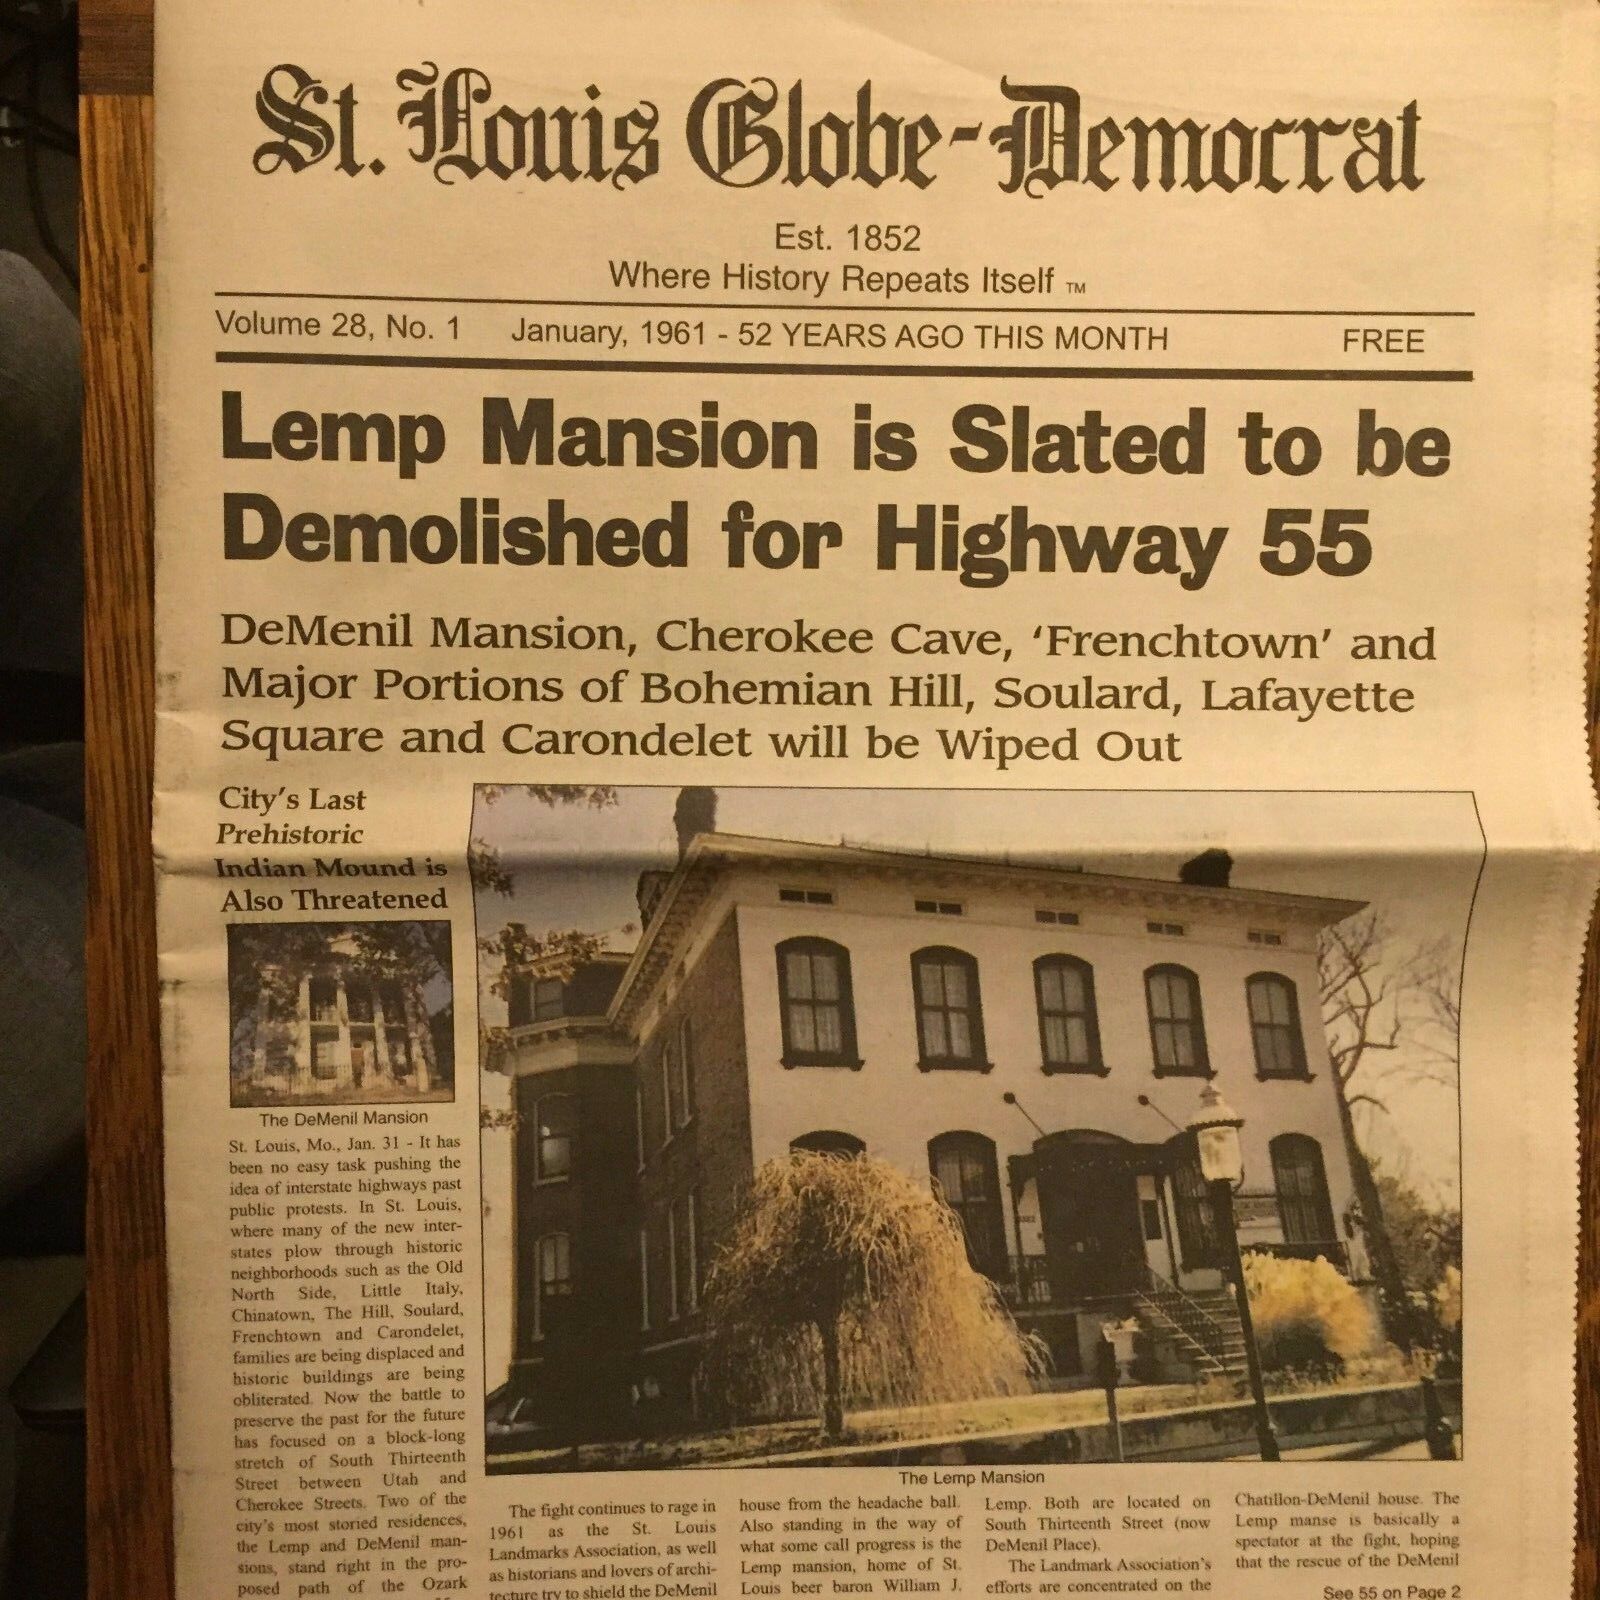 St. Louis Globe-Democrat
Est. 1852
Where History Repeats Itself TM
Volume 28, No. 1 January, 1961 - 52 YEARS AGO THIS MONTH FREE
Lemp Mansion is Slated to be
Demolished for Highway 55
DeMenil Mansion, Cherokee Cave, 'Frenchtown' and
Major Portions of Bohemian Hill, Soulard, Lafayette
Square and Carondelet will be Wiped Out
City's Last
Prehistoric
Indian Mound is
Also Threatened
The DeMenil Mansion
St. Louis, Mo., Jan. 31 - It has
been no easy task pushing the
idea of interstate highways past
public protests. In St. Louis,
where many of the new inter-
states plow through historic
neighborhoods such as the Old
North Side, Little Italy,
Chinatown, The Hill, Soulard,
Frenchtown and Carondelet,
families are being displaced and
historic buildings are being
obliterated. Now the battle to
preserve the past for the future
has focused on a block-long
stretch of South Thirteenth
Street between Utah and
Cherokee Streets. Two of the
city's most storied residences,
the Lemp and DeMenil man-
sions, stand right in the pro-
posed path of the Ozark
The Lemp Mansion
The fight continues to rage in
1961 as the St. Louis
Landmarks Association, as well
as historians and lovers of archi-
tecture try to shield the DeMenil
house from the headache ball.
Also standing in the way of
what some call progress is the
Lemp mansion, home of St.
Louis beer baron William J.
Lemp. Both are located on
South Thirteenth Street (now
DeMenil Place).
The Landmark Association's
efforts are concentrated on the
Chatillon-DeMenil house. The
Lemp manse is basically a
spectator at the fight, hoping
that the rescue of the DeMenil
See 55 on Page 2